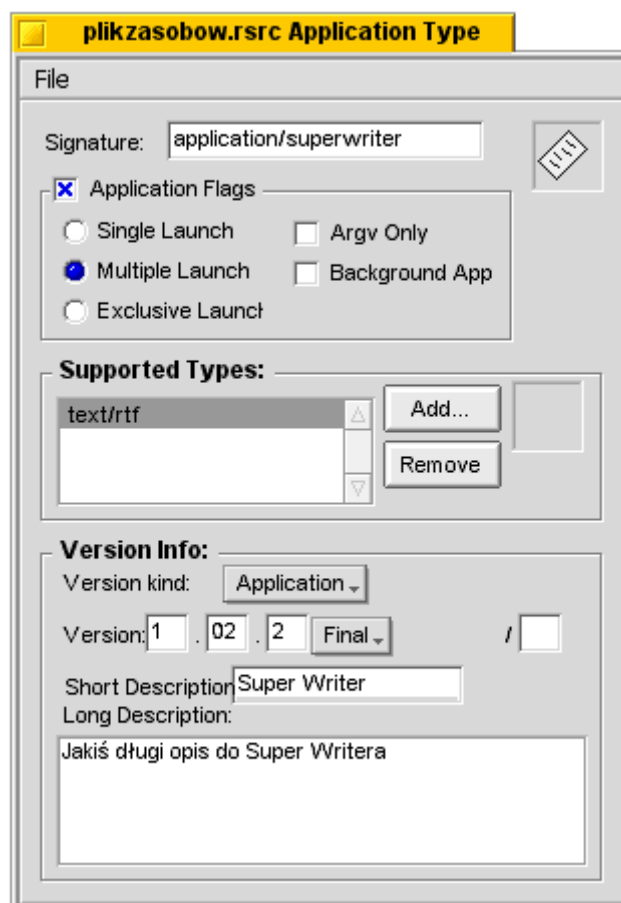 plikzasobow.rsrc Application Type
File
Signature: application/superwriter
Application Flags
Single Launch Argv Only
Multiple Launch Background App
Exclusive Launch
Supported Types:
text/rtf Add...
Remove
Version Info:
Version kind: Application
Version: 1 . 02 . 2 Final /
Short Description Super Writer
Long Description:
Jakiś długi opis do Super Writera